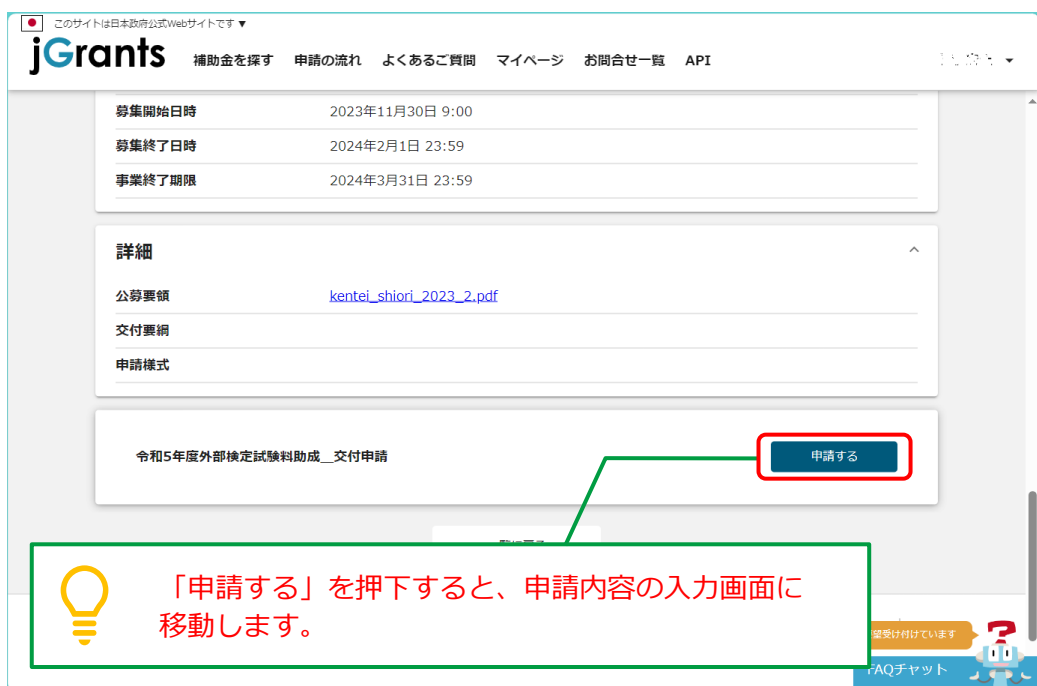 このサイトは日本政府公式Webサイトです ▼
jGrants 補助金を探す 申請の流れ よくあるご質問 マイページ お問合せ一覧 API
募集開始日時 2023年11月30日 9:00
募集終了日時 2024年2月1日 23:59
事業終了期限 2024年3月31日 23:59
詳細
公募要領 kentei_shiori_2023_2.pdf
交付要綱
申請様式
令和5年度外部検定試験料助成__交付申請 申請する
「申請する」を押下すると、申請内容の入力画面に
移動します。
望受け付けています
FAQチャット